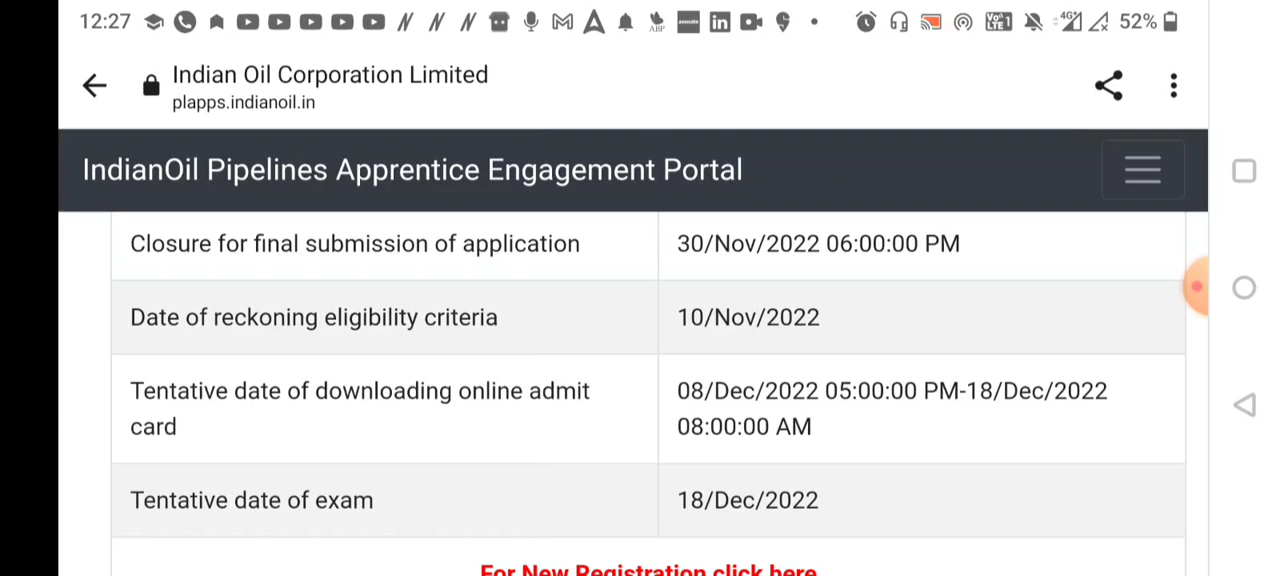 12:27 52%
Indian Oil Corporation Limited
plapps.indianoil.in
IndianOil Pipelines Apprentice Engagement Portal
Closure for final submission of application 30/Nov/2022 06:00:00 PM
Date of reckoning eligibility criteria 10/Nov/2022
Tentative date of downloading online admit 08/Dec/2022 05:00:00 PM-18/Dec/2022
card 08:00:00 AM
Tentative date of exam 18/Dec/2022
For New Registration click here